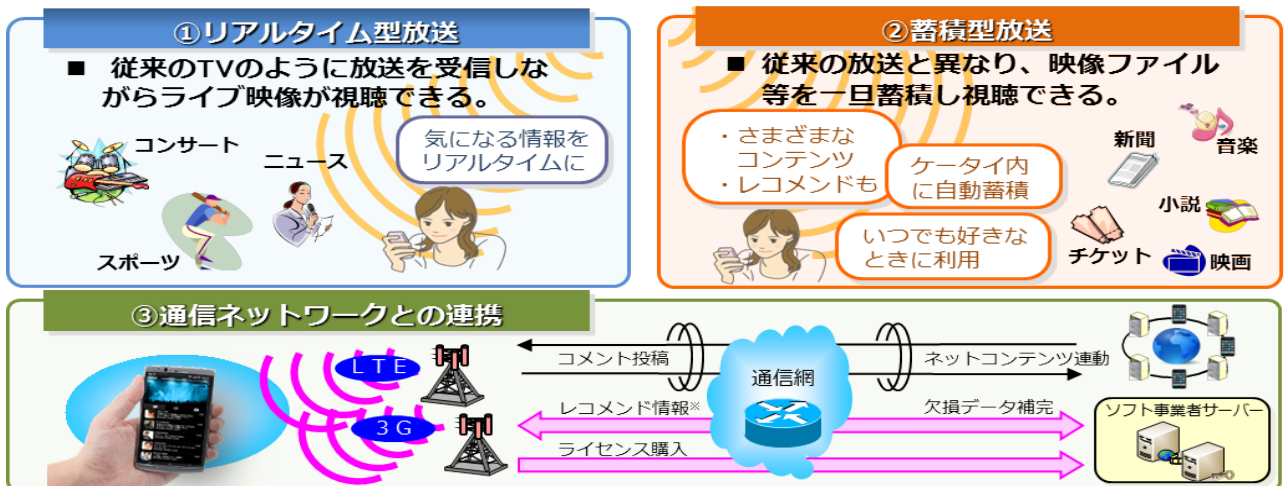 ①リアルタイム型放送
■ 従来のTVのように放送を受信しな
がらライブ映像が視聴できる。
コンサート
ニュース
スポーツ
気になる情報を
リアルタイムに
②蓄積型放送
■ 従来の放送と異なり、映像ファイル
等を一旦蓄積し視聴できる。
・さまざまな
コンテンツ
・レコメンドも
ケータイ内
に自動蓄積
いつでも好きな
ときに利用
新聞
音楽
小説
チケット
映画
③通信ネットワークとの連携
LTE
3G
コメント投稿
ネットコンテンツ連動
通信網
レコメンド情報※
欠損データ補完
ライセンス購入
ソフト事業者サーバー